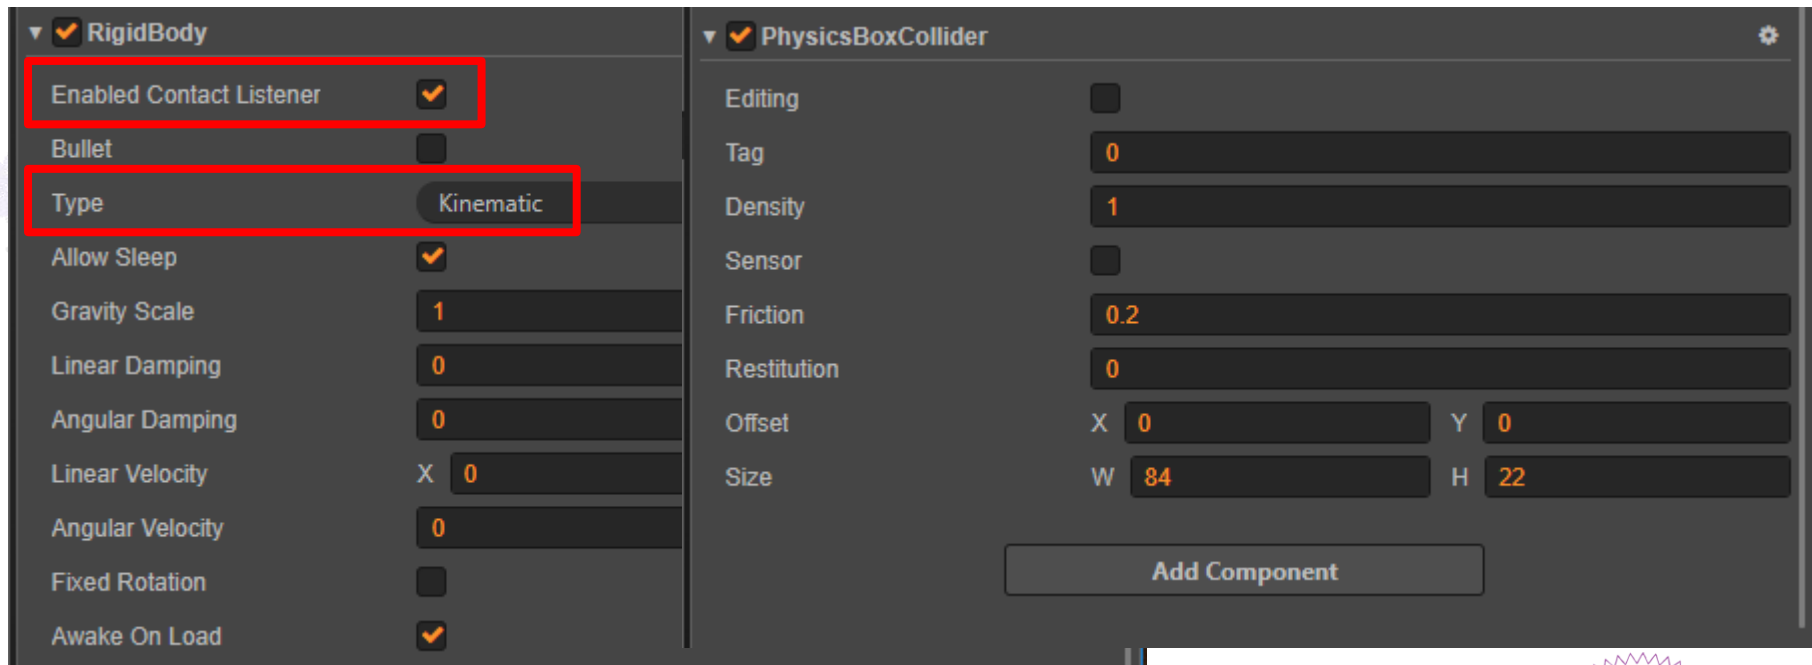 RigidBody
Enabled Contact Listener
Bullet
Type Kinematic
Allow Sleep
Gravity Scale 1
Linear Damping 0
Angular Damping 0
Linear Velocity X 0
Angular Velocity 0
Fixed Rotation
Awake On Load
PhysicsBoxCollider
Editing
Tag 0
Density 1
Sensor
Friction 0.2
Restitution 0
Offset X 0 Y 0
Size W 84 H 22
Add Component